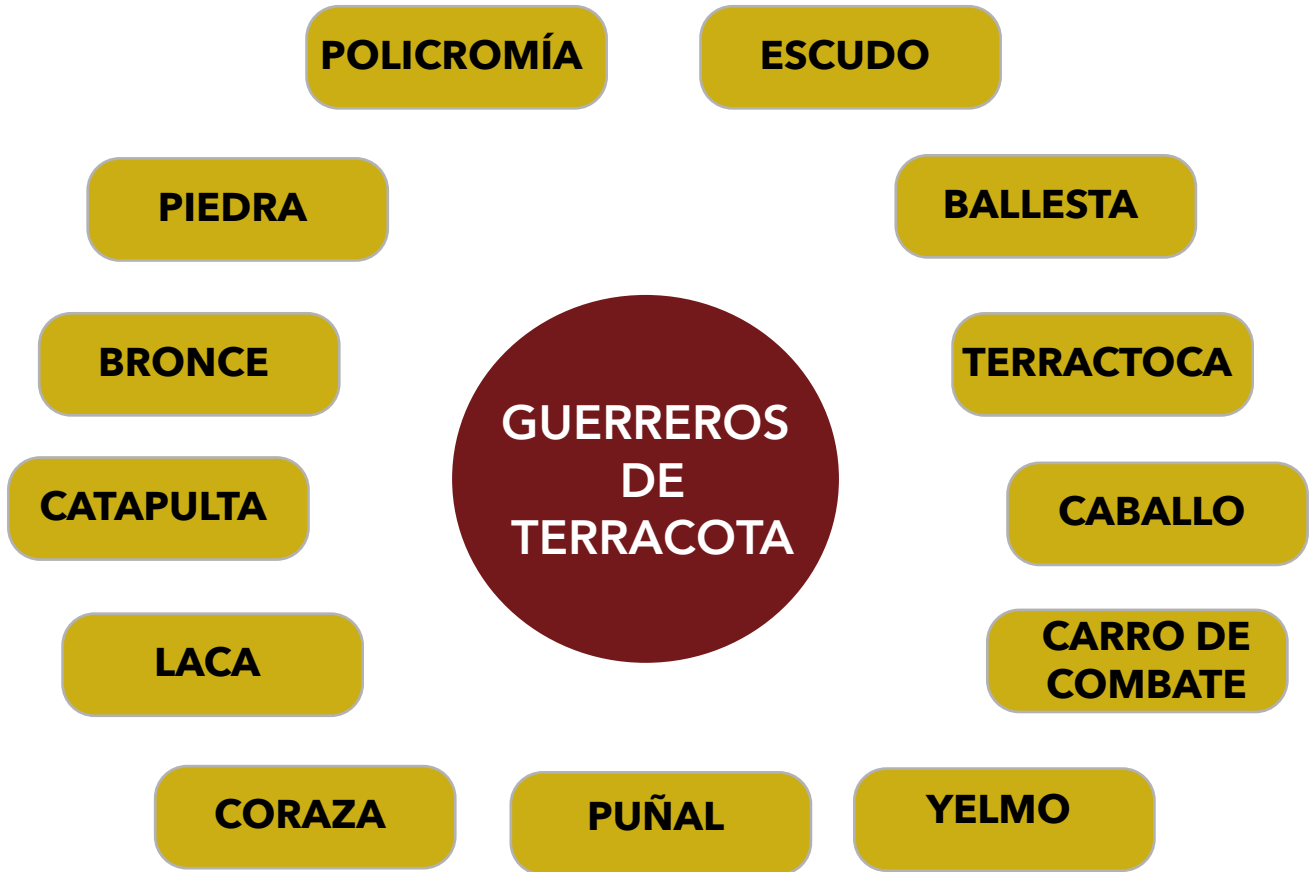 POLICROMÍA
ESCUDO
PIEDRA
BALLESTA
BRONCE
TERRACTOCA
GUERREROS
DE
TERRACOTA
CATAPULTA
CABALLO
LACA
CARRO DE
COMBATE
CORAZA
PUÑAL
YELMO